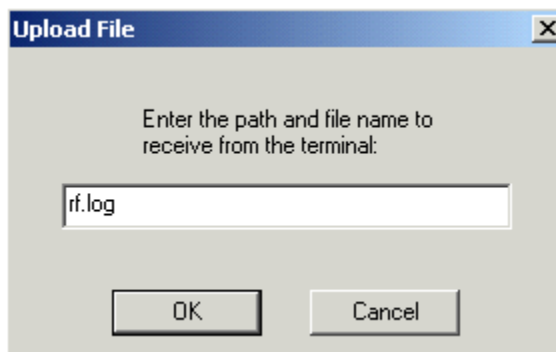 Upload File
Enter the path and file name to
receive from the terminal:
rf.log
OK
Cancel